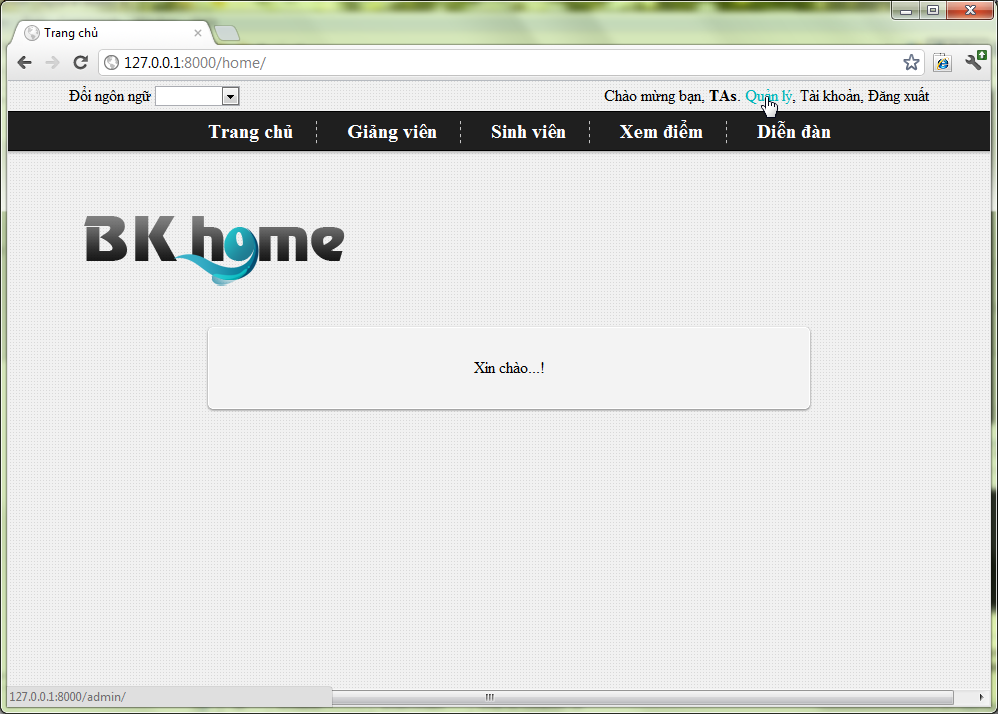 Trang chủ
127.0.0.1:8000/home/
Đổi ngôn ngữ
Chào mừng bạn, TAs. Quản lý, Tài khoản, Đăng xuất
Trang chủ Giảng viên Sinh viên Xem điểm Diễn đàn
BK home
Xin chào...!
127.0.0.1:8000/admin/